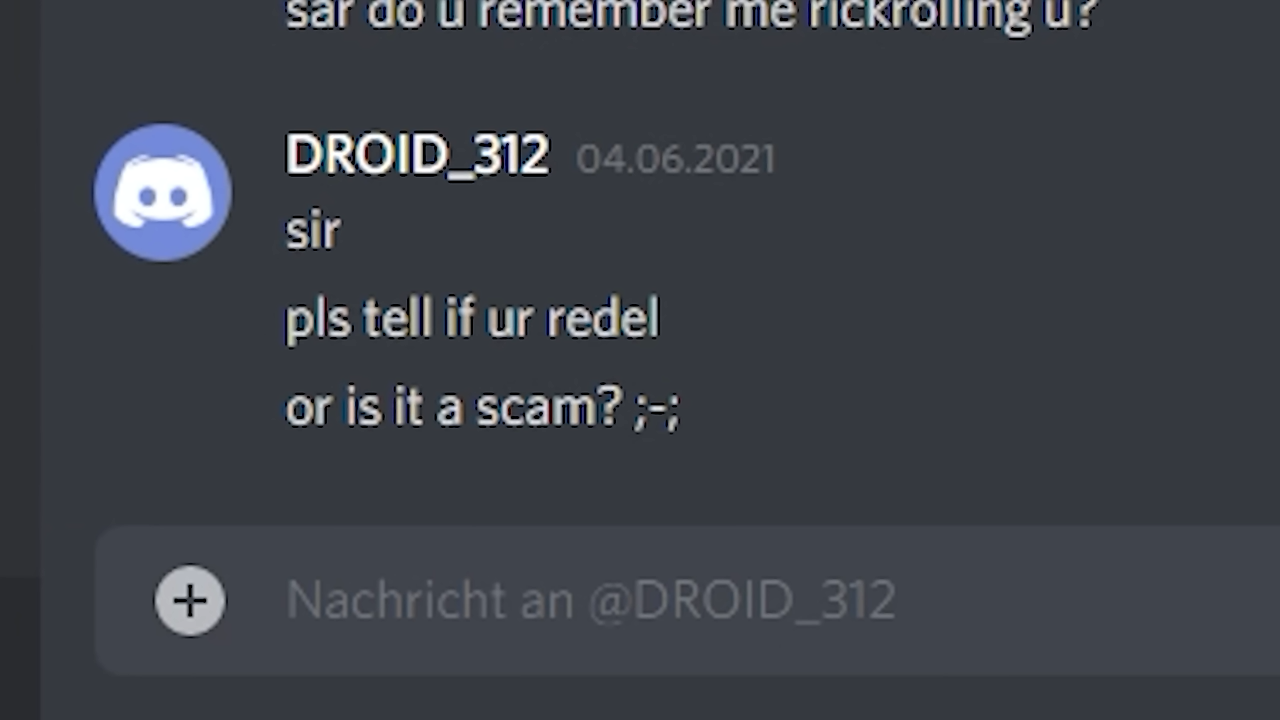 sar do u remember me rickrolling u?
DROID_312 04.06.2021
sir
pls tell if ur redel
or is it a scam? ;-;
Nachricht an @DROID_312